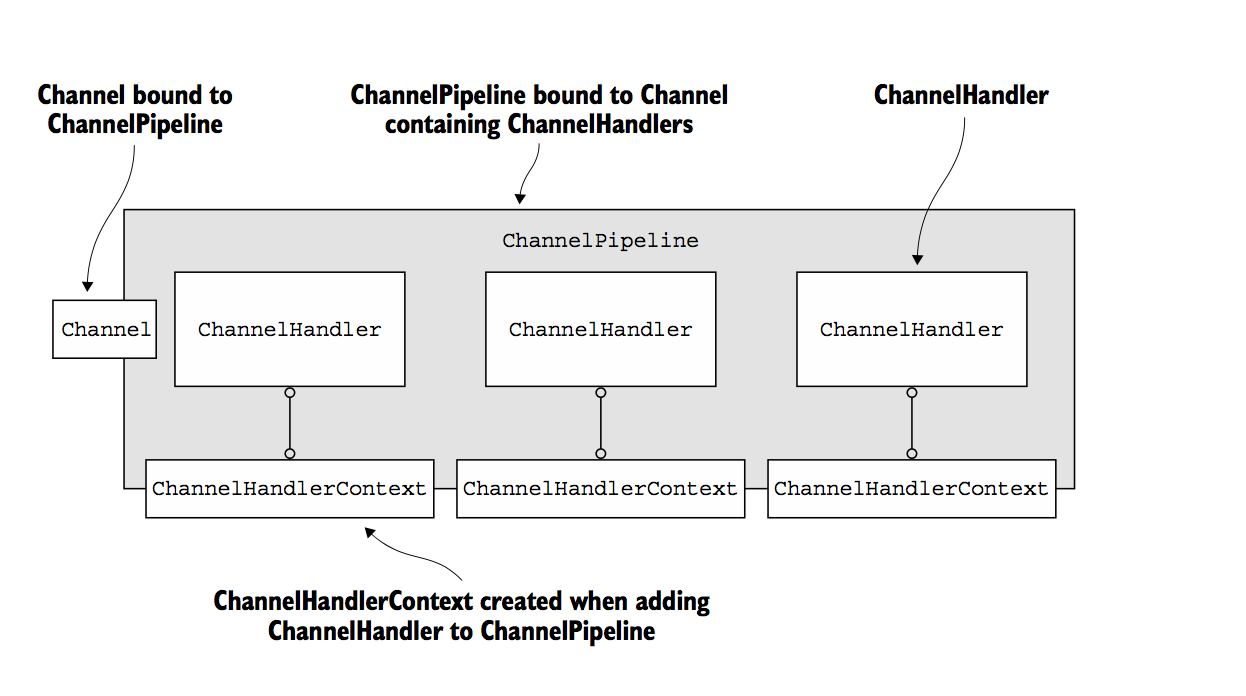 Channel bound to
ChannelPipeline
ChannelPipeline bound to Channel
containing ChannelHandlers
ChannelHandler
ChannelPipeline
Channel
ChannelHandler
ChannelHandler
ChannelHandler
ChannelHandlerContext
ChannelHandlerContext
ChannelHandlerContext
ChannelHandlerContext created when adding
ChannelHandler to ChannelPipeline